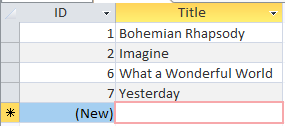 ID Title
1 Bohemian Rhapsody
2 Imagine
6 What a Wonderful World
7 Yesterday
* (New)